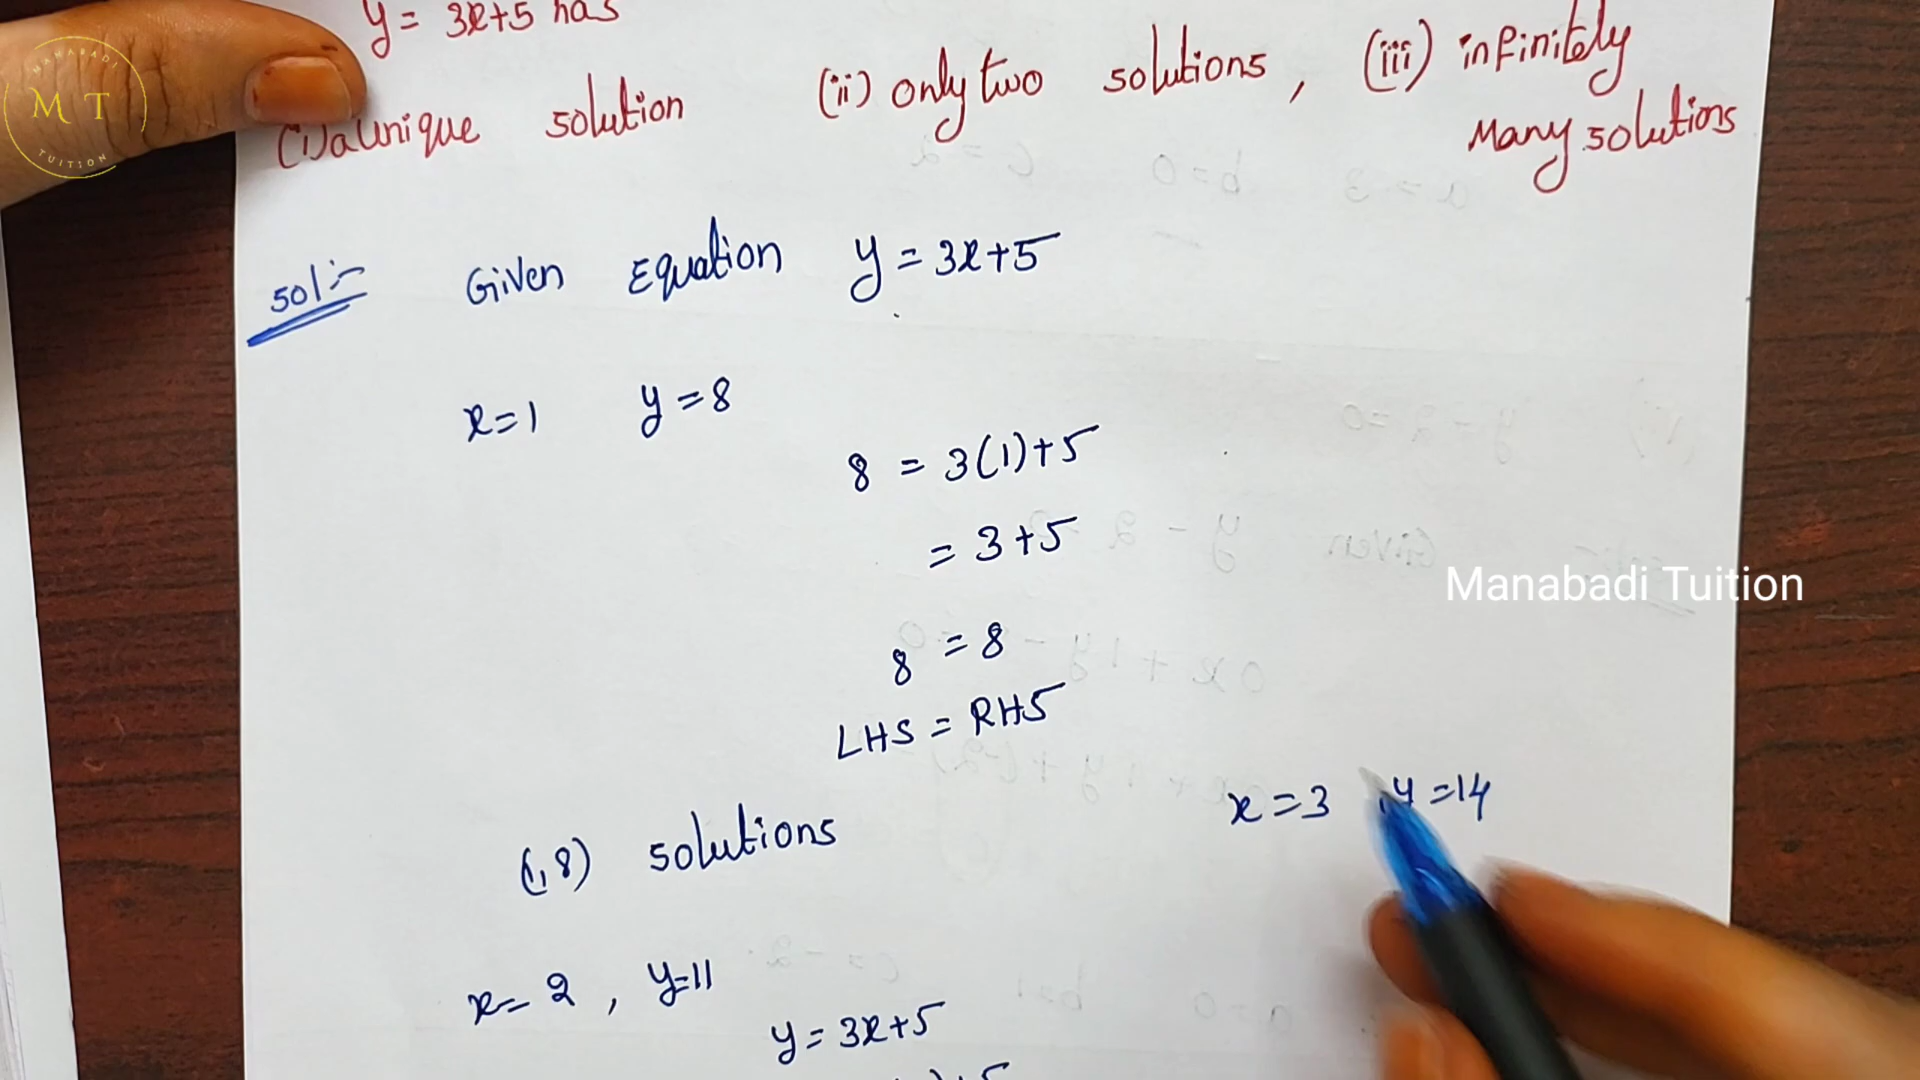 y = 3x+5 has
(i) a unique solution (ii) only two solutions, (iii) infinitely
Many solutions
Sol:- Given Equation y = 3x+5
x=1 y=8
8 = 3(1)+5
= 3+5
8 = 8
LHS = RHS
(1,8) solutions
x=3 y=14
x=2, y=11
y=3x+5
Manabadi Tuition
MANABADI
MT
TUITION